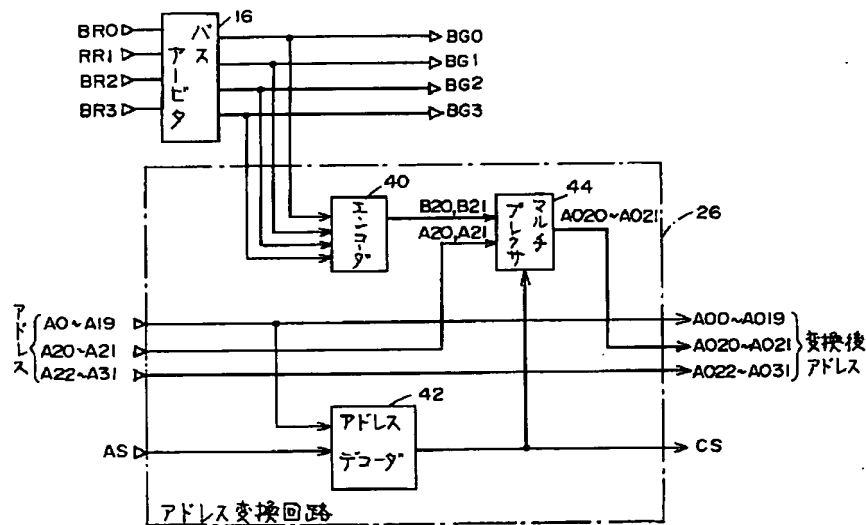 16
BR0
RR1
BR2
BR3
バスアービタ
BG0
BG1
BG2
BG3
40
エンコーダ
B20,B21
A20,A21
44
マルチプレクサ
A020~A021
26
アドレス
A0~A19
A20~A21
A22~A31
A00~A019
A020~A021
A022~A031
変換後
アドレス
42
アドレス
デコーダ
AS
CS
アドレス変換回路